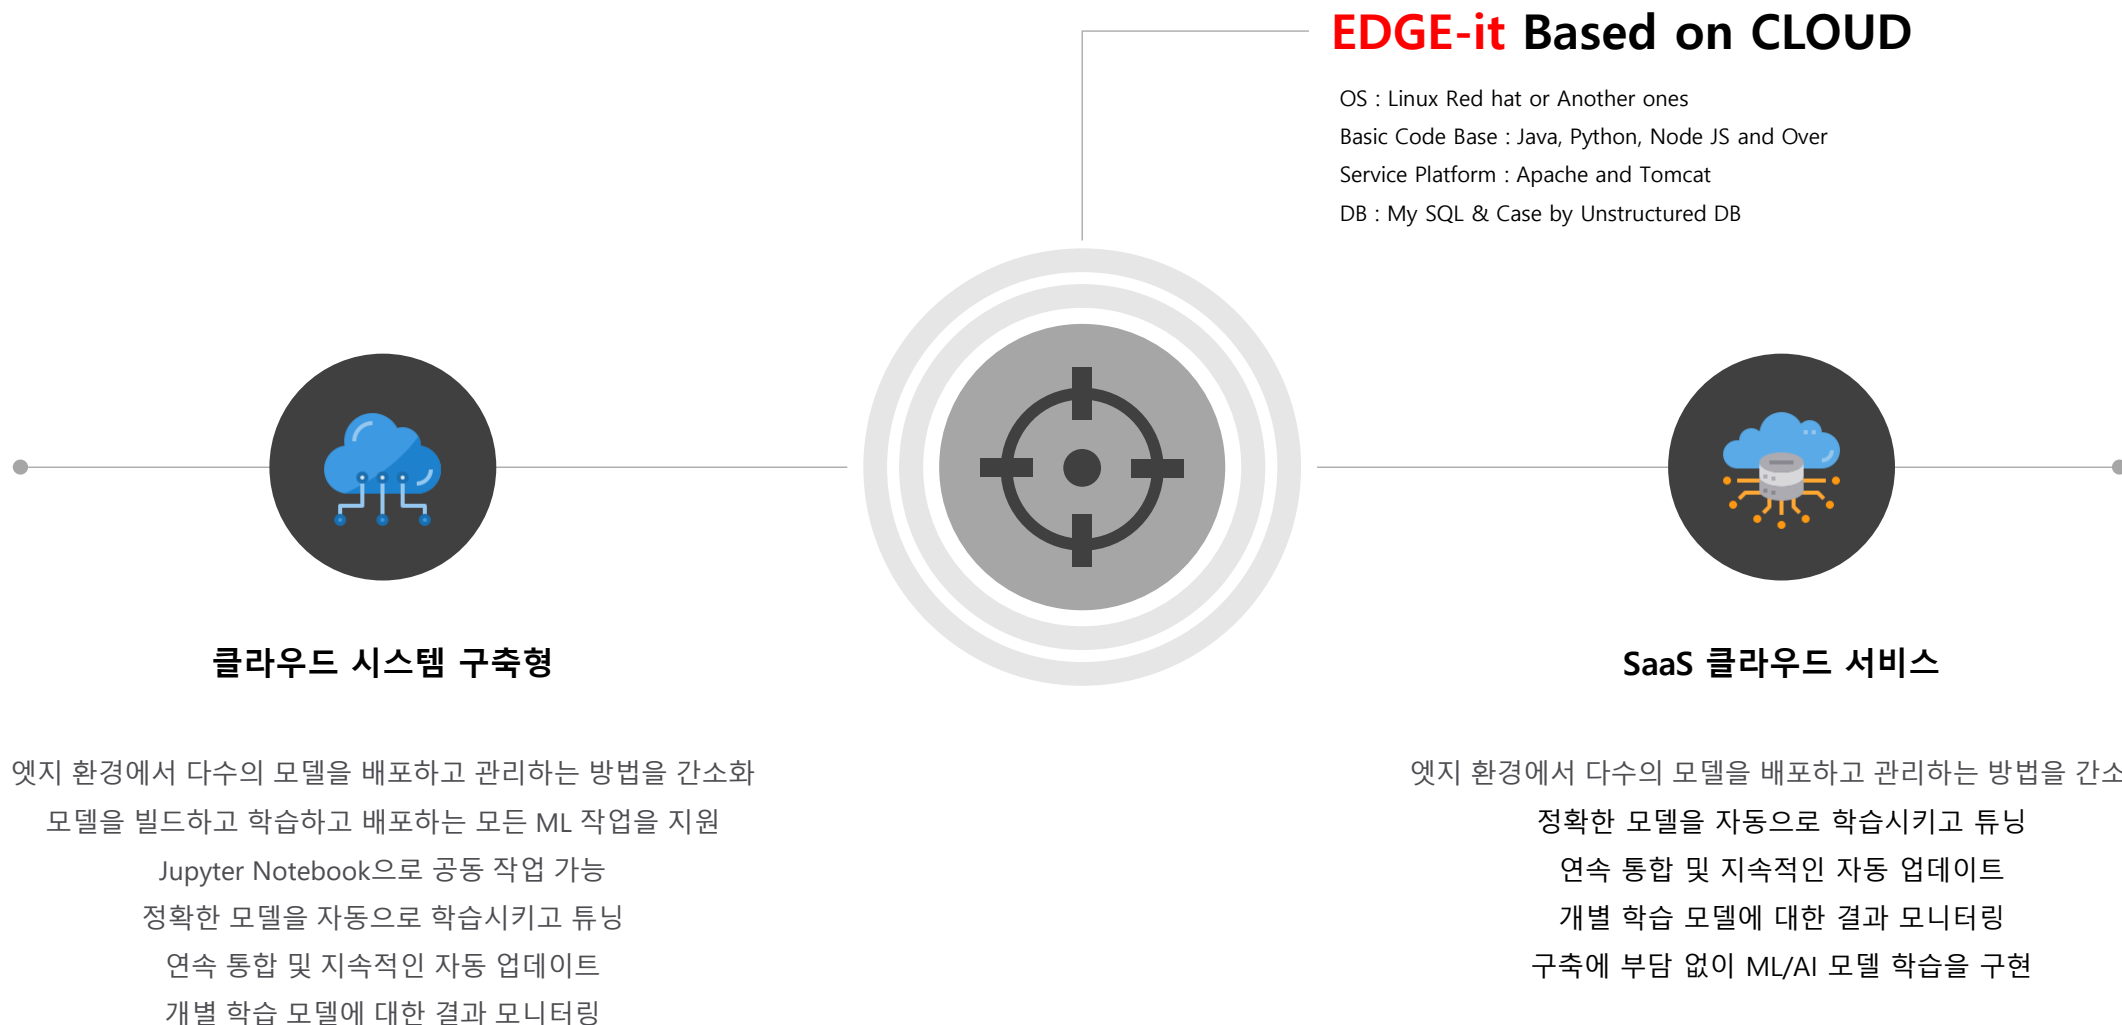 EDGE-it Based on CLOUD
OS : Linux Red hat or Another ones
Basic Code Base : Java, Python, Node JS and Over
Service Platform : Apache and Tomcat
DB : My SQL & Case by Unstructured DB
클라우드 시스템 구축형
엣지 환경에서 다수의 모델을 배포하고 관리하는 방법을 간소화
모델을 빌드하고 학습하고 배포하는 모든 ML 작업을 지원
Jupyter Notebook으로 공동 작업 가능
정확한 모델을 자동으로 학습시키고 튜닝
연속 통합 및 지속적인 자동 업데이트
개별 학습 모델에 대한 결과 모니터링
SaaS 클라우드 서비스
엣지 환경에서 다수의 모델을 배포하고 관리하는 방법을 간소
정확한 모델을 자동으로 학습시키고 튜닝
연속 통합 및 지속적인 자동 업데이트
개별 학습 모델에 대한 결과 모니터링
구축에 부담 없이 ML/AI 모델 학습을 구현